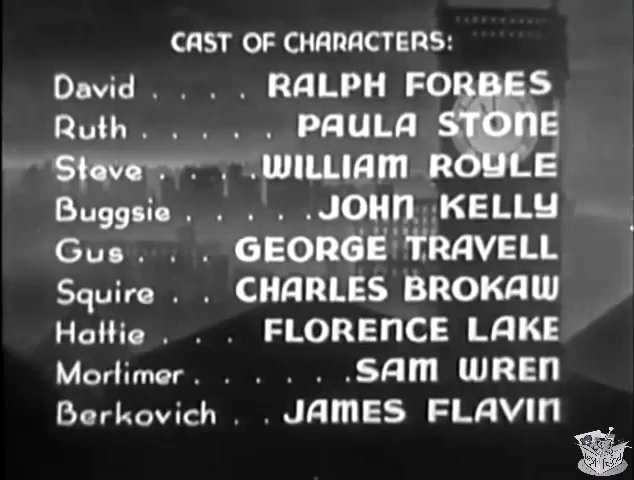 CAST OF CHARACTERS:
David . . . . RALPH FORBES
Ruth . . . . . PAULA STONE
Steve . . . . WILLIAM ROYLE
Buggsie . . . . . . JOHN KELLY
Gus . . . GEORGE TRAVELL
Squire . . CHARLES BROKAW
Hattie . . . FLORENCE LAKE
Mortimer . . . . . . SAM WREN
Berkovich . . JAMES FLAVIN